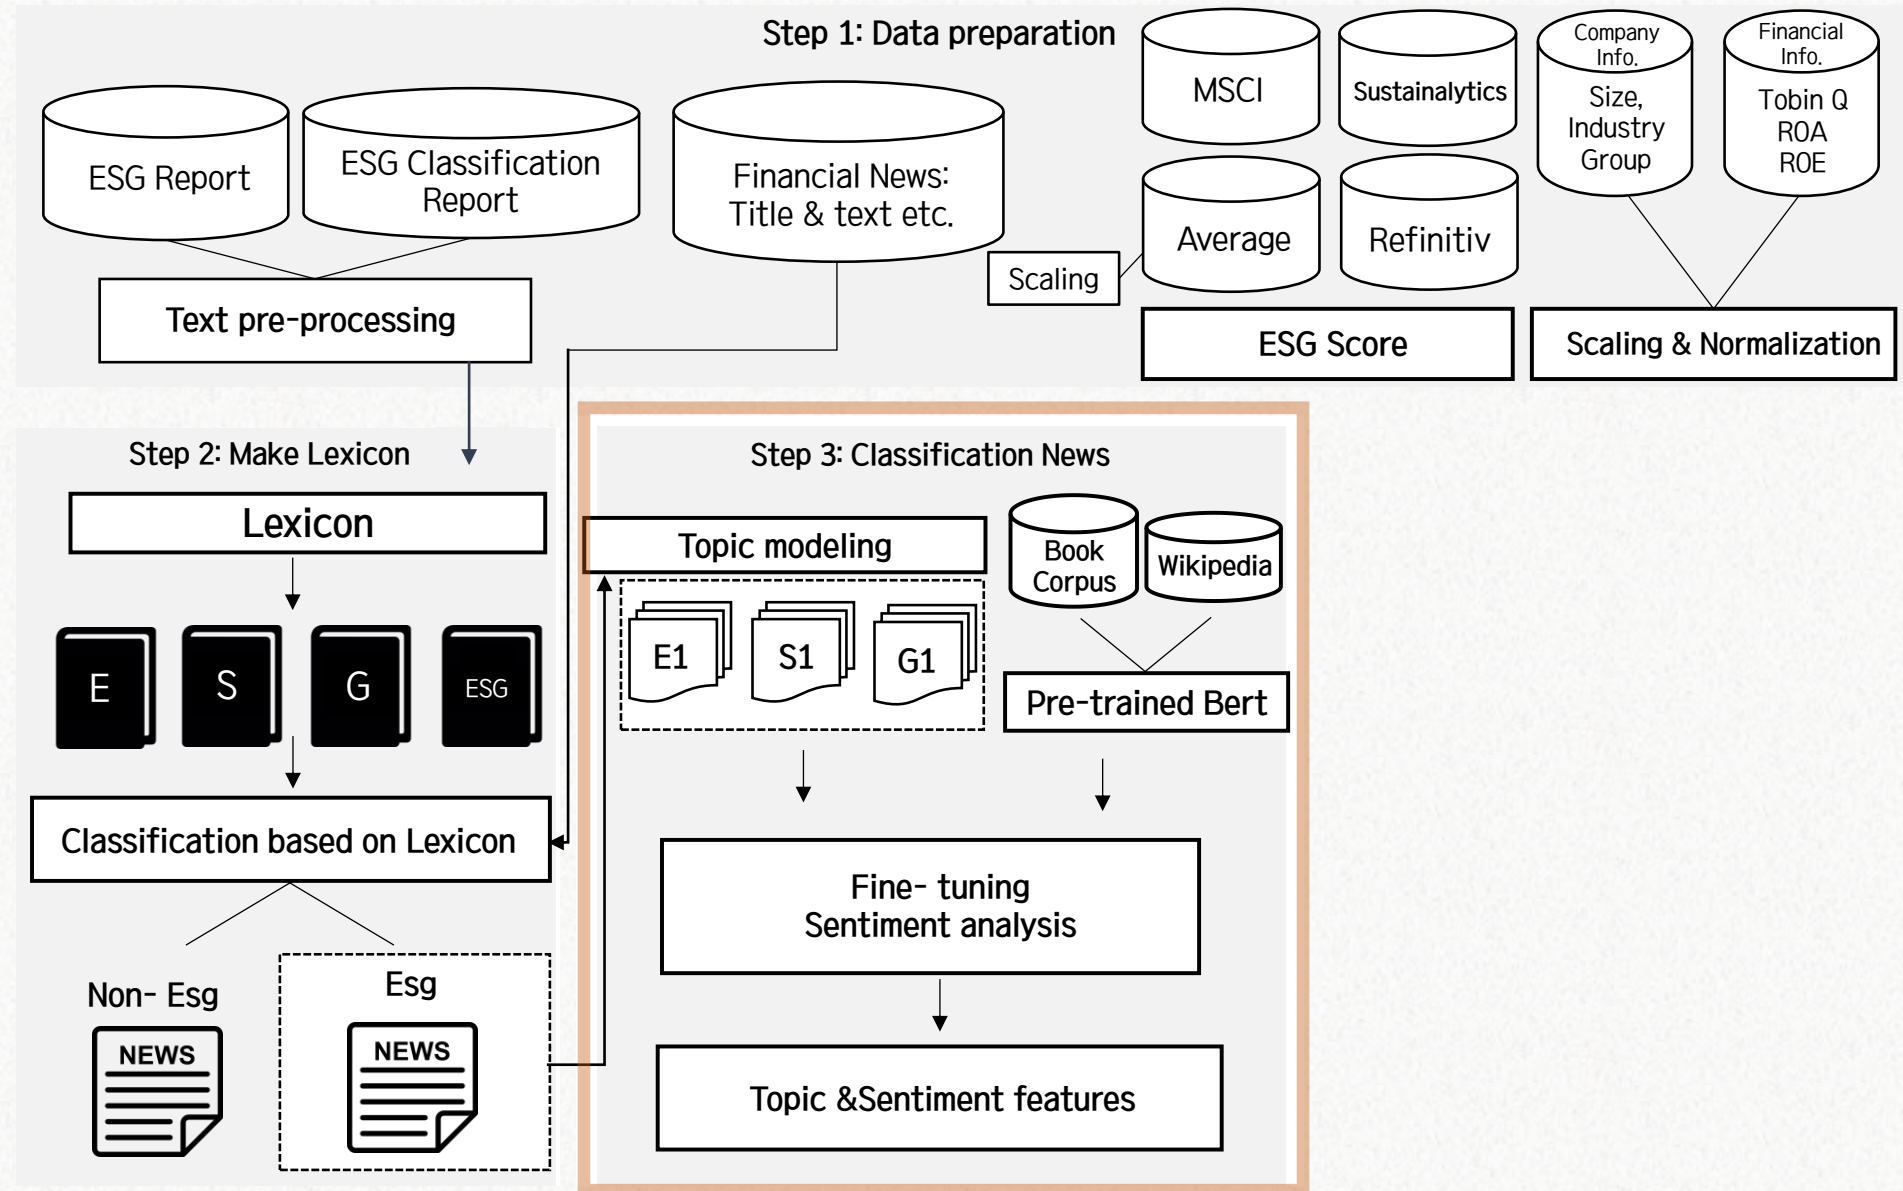 Step 1: Data preparation
ESG Report
ESG Classification
Report
Financial News:
Title & text etc.
MSCI
Sustainalytics
Average
Refinitiv
Scaling
Company
Info.
Size,
Industry
Group
Financial
Info.
Tobin Q
ROA
ROE
Text pre-processing
ESG Score
Scaling & Normalization
Step 2: Make Lexicon
Lexicon
E
S
G
ESG
Classification based on Lexicon
Non- Esg
NEWS
Esg
NEWS
Step 3: Classification News
Topic modeling
E1
S1
G1
Book
Corpus
Wikipedia
Pre-trained Bert
Fine- tuning
Sentiment analysis
Topic &Sentiment features